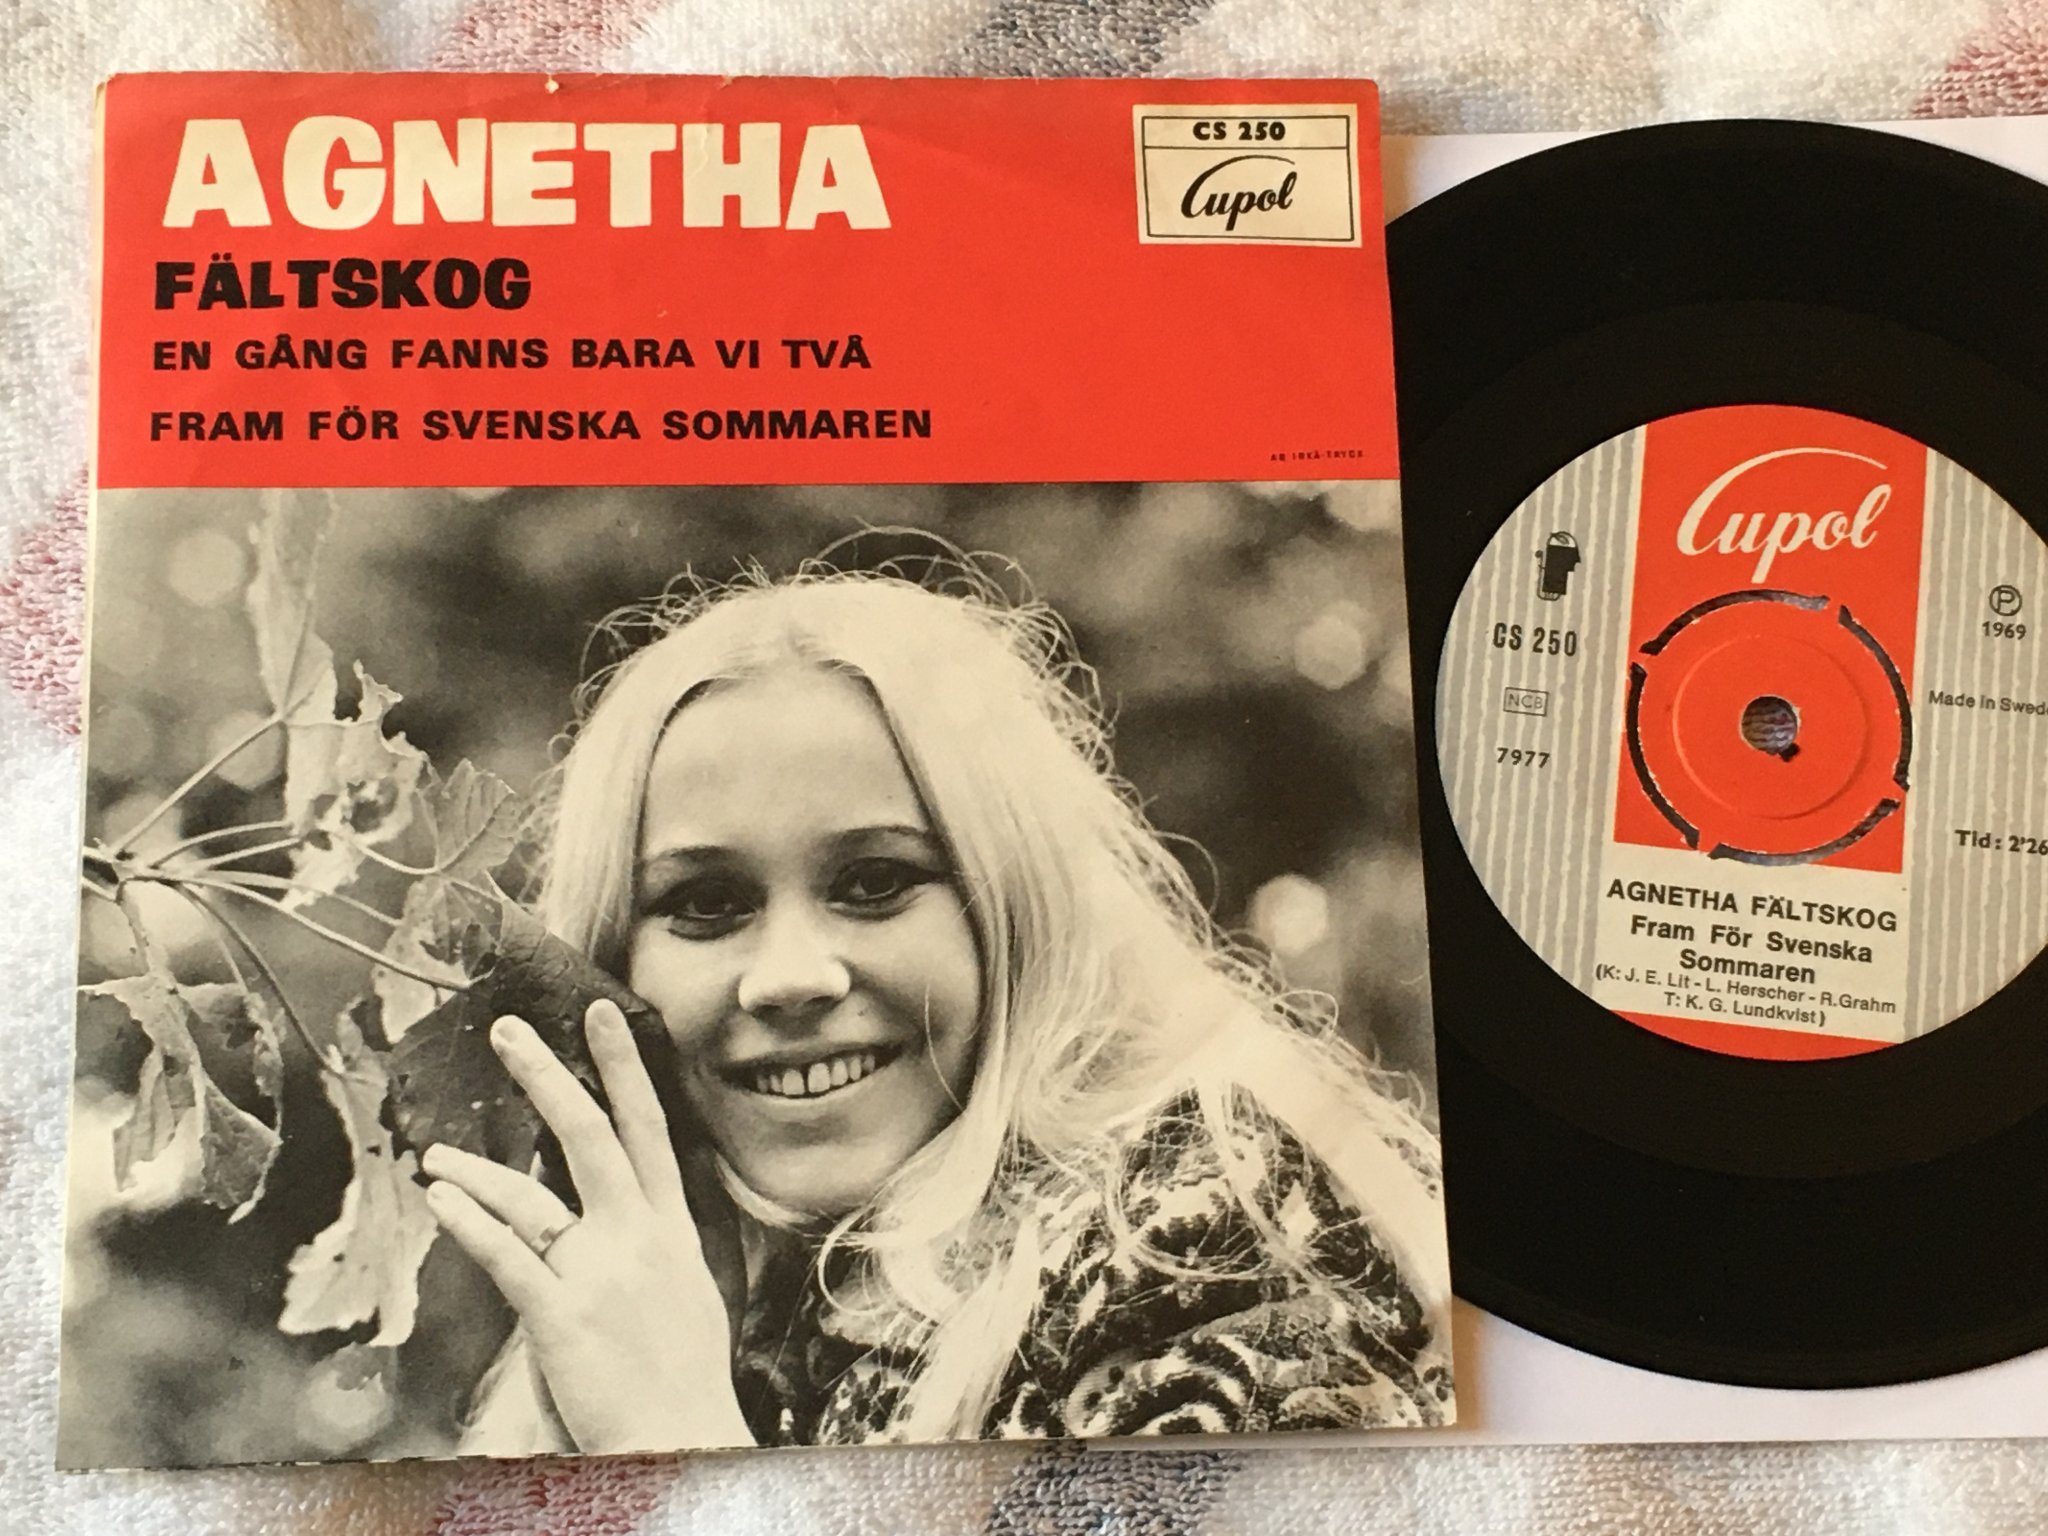 AGNETHA
FÄLTSKOG
EN GÅNG FANNS BARA VI TVÅ
FRAM FÖR SVENSKA SOMMAREN
CS 250
Cupol
Cupol
CS 250
NCB
7977
P
1969
Made in
Tid: 2'26
AGNETHA FÄLTSKOG
Fram För Svenska
Sommaren
(K: J. E. Lit - L. Herscher - R.Grahm
T: K. G. Lundkvist)